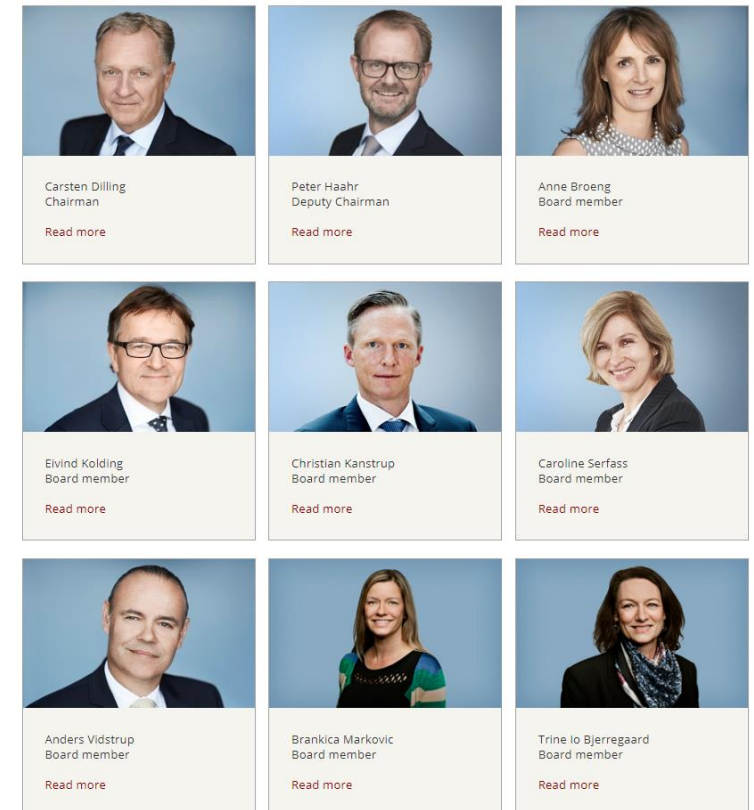 Carsten Dilling
Chairman
Read more
Peter Haahr
Deputy Chairman
Read more
Anne Broeng
Board member
Read more
Eivind Kolding
Board member
Read more
Christian Kanstrup
Board member
Read more
Caroline Serfass
Board member
Read more
Anders Vidstrup
Board member
Read more
Brankica Markovic
Board member
Read more
Trine Io Bjerregaard
Board member
Read more